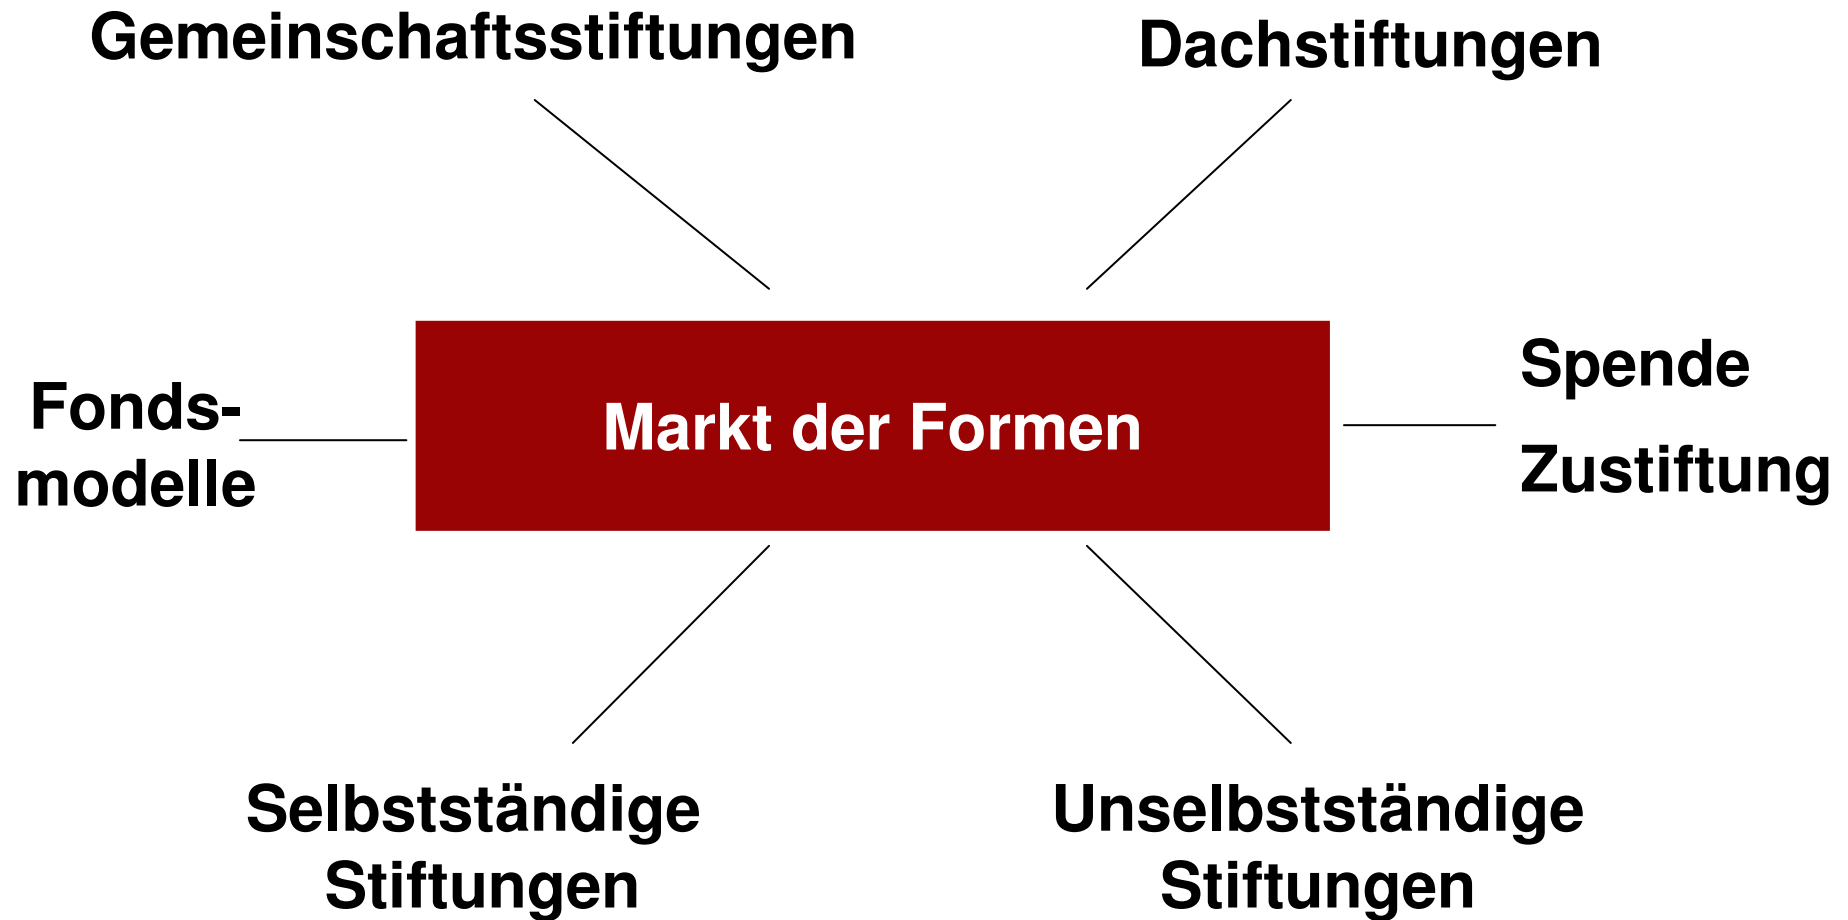 Gemeinschaftsstiftungen
Dachstiftungen
Fonds-
modelle
Markt der Formen
Spende
Zustiftung
Selbstständige
Stiftungen
Unselbstständige
Stiftungen